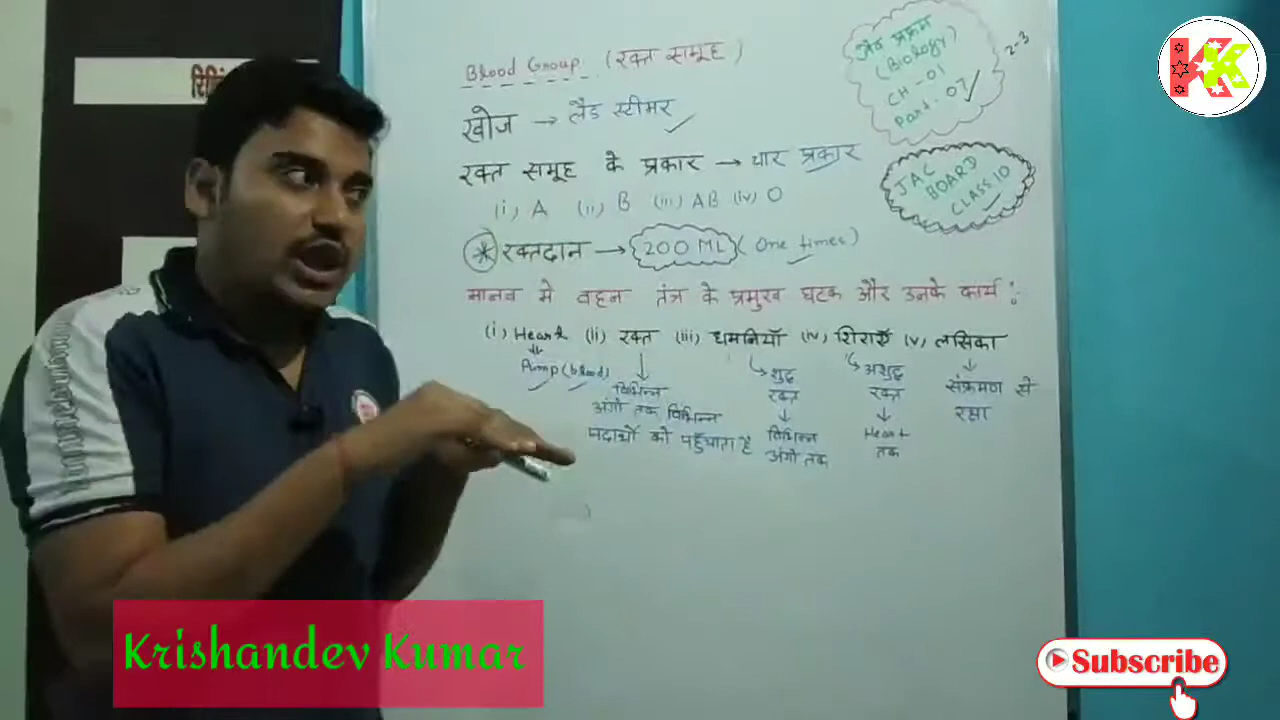 Blood Group (रक्त समूह)
खोज → लैंड स्टीमर
रक्त समूह के प्रकार → चार प्रकार
(i) A (ii) B (iii) AB (iv) O
* रक्तदान → 200 ML (One times)
मानव मे वहन तंत्र के प्रमुख घटक और उनके कार्य :
(i) Heart (ii) रक्त (iii) धमनियाँ (iv) शिराएँ (v) लसिका
Pump (blood)
विभिन्न
अंगो तक विभिन्न
पदार्थो को पहुँचाता है
शुद्ध
रक्त
विभिन्न
अंगो तक
अशुद्ध
रक्त
Heart
तक
संक्रमण से
रक्षा
जैव प्रक्रम
(Biology)
CH-01
Part-07
2-3
JAC
BOARD
CLASS 10
KK
Krishandev Kumar
Subscribe